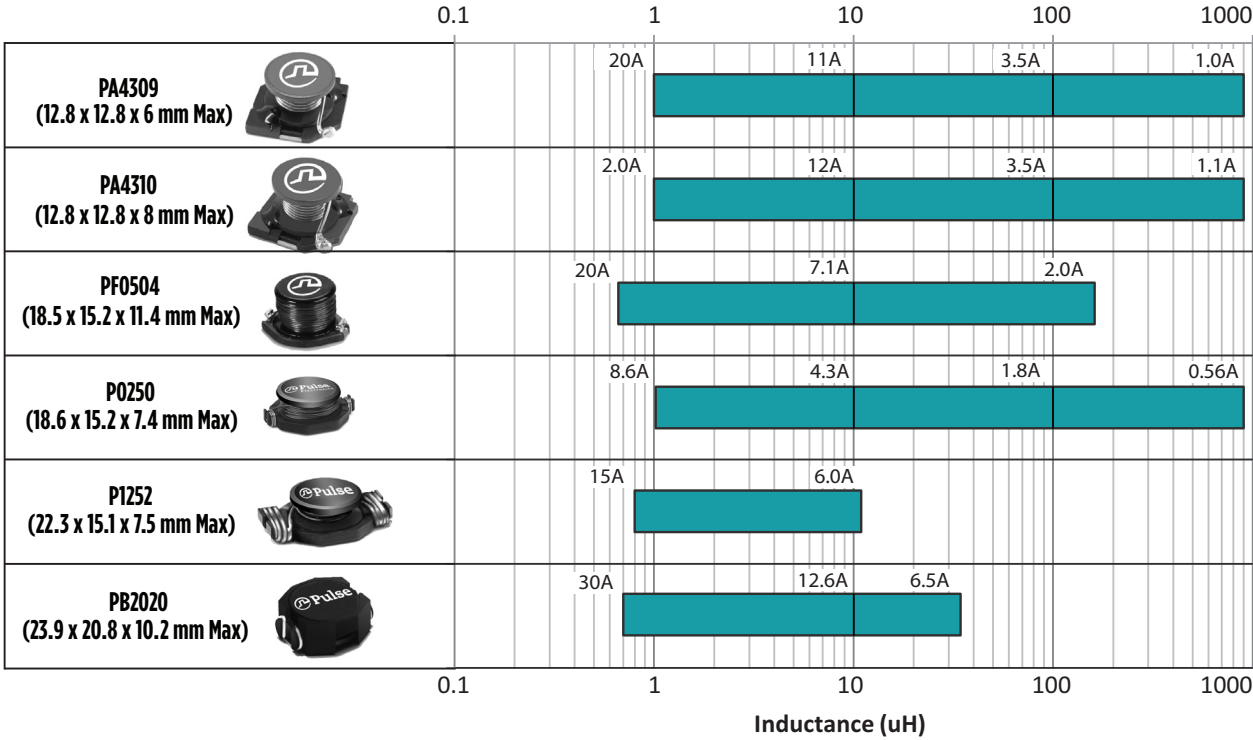 0.1 1 10 100 1000
20A 11A 3.5A 1.0A
PA4309
(12.8 x 12.8 x 6 mm Max)
2.0A 12A 3.5A 1.1A
PA4310
(12.8 x 12.8 x 8 mm Max)
20A 7.1A 2.0A
PF0504
(18.5 x 15.2 x 11.4 mm Max)
8.6A 4.3A 1.8A 0.56A
P0250
(18.6 x 15.2 x 7.4 mm Max)
Pulse
15A 6.0A
P1252
(22.3 x 15.1 x 7.5 mm Max)
Pulse
30A 12.6A 6.5A
PB2020
(23.9 x 20.8 x 10.2 mm Max)
Pulse
0.1 1 10 100 1000
Inductance (uH)